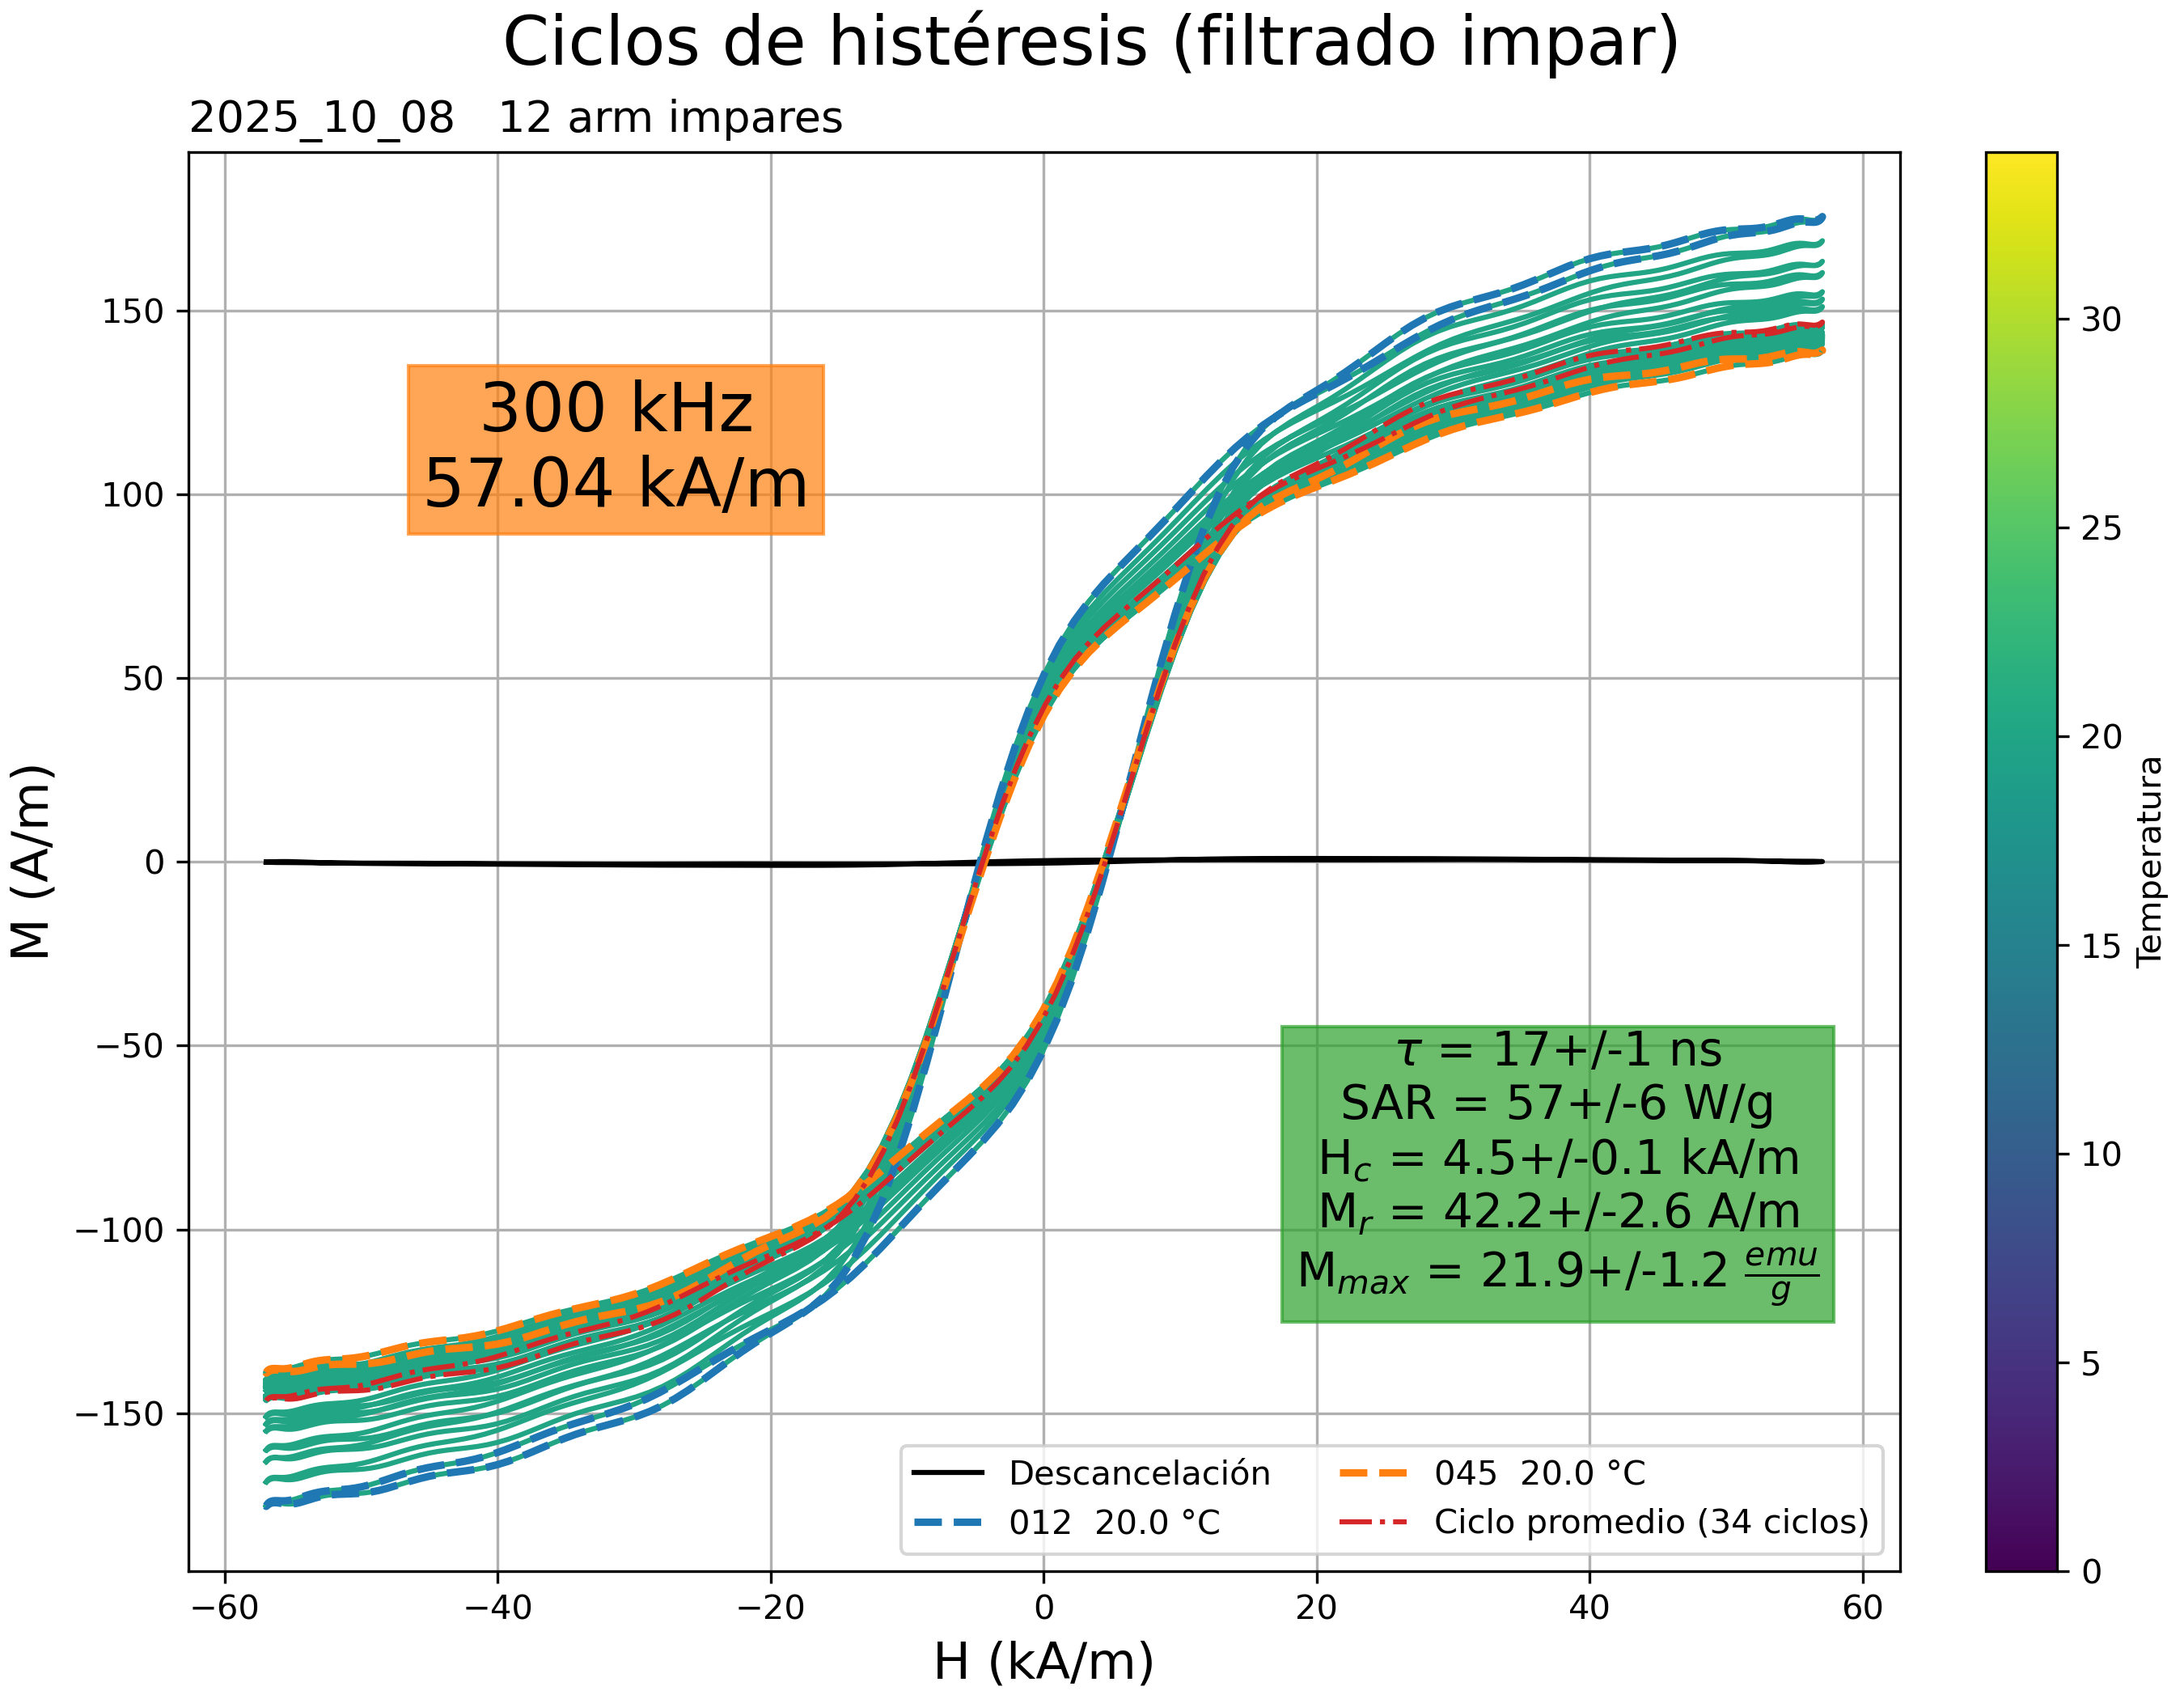 Ciclos de histéresis (filtrado impar)
2025_10_08   12 arm impares
300 kHz
57.04 kA/m
M (A/m)
150
100
50
0
−50
−100
−150
τ = 17+/-1 ns
SAR = 57+/-6 W/g
H_c = 4.5+/-0.1 kA/m
M_r = 42.2+/-2.6 A/m
M_max = 21.9+/-1.2 emu/g
Descancelación
012  20.0 °C
045  20.0 °C
Ciclo promedio (34 ciclos)
−60 −40 −20 0 20 40 60
H (kA/m)
30
25
20
15
10
5
0
Temperatura